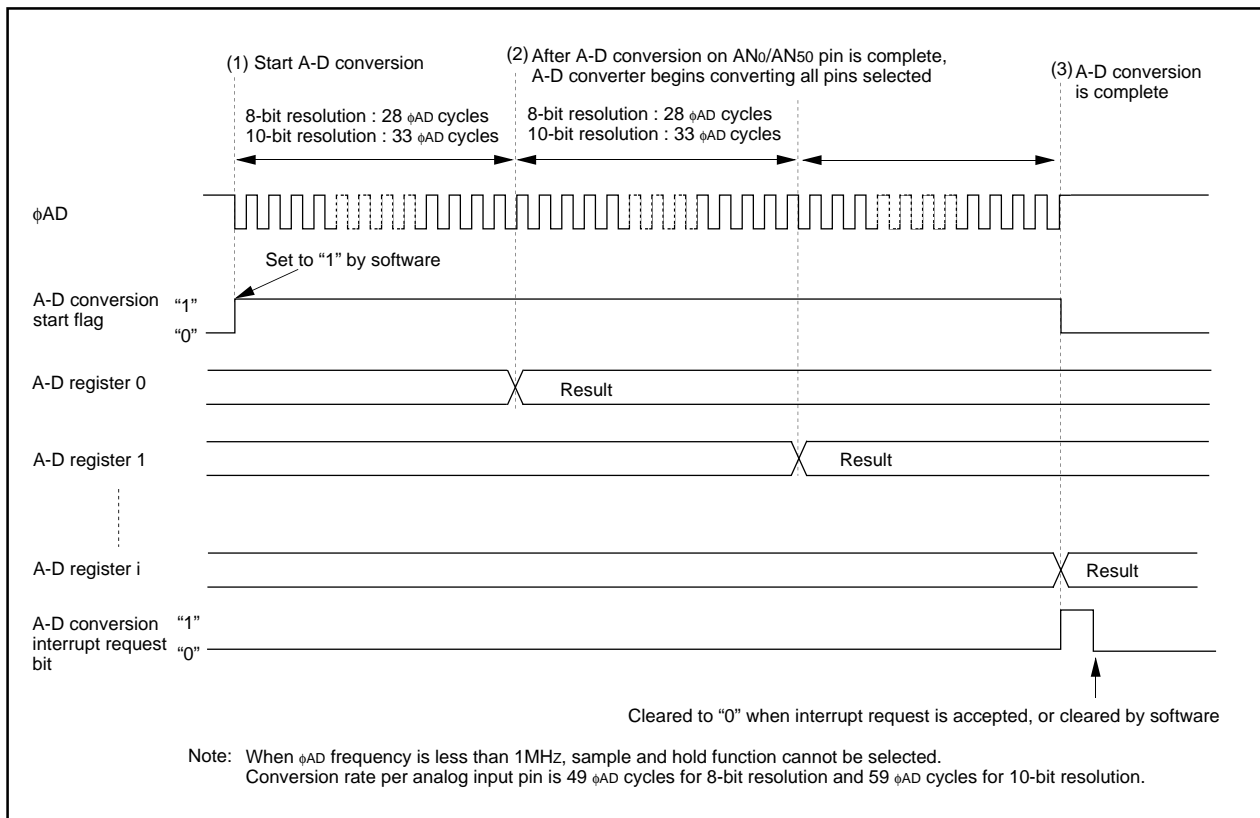 (1) Start A-D conversion
(2) After A-D conversion on AN0/AN50 pin is complete,
A-D converter begins converting all pins selected
(3) A-D conversion
is complete
8-bit resolution : 28 φAD cycles
10-bit resolution : 33 φAD cycles
8-bit resolution : 28 φAD cycles
10-bit resolution : 33 φAD cycles
φAD
Set to “1” by software
A-D conversion
start flag
“1”
“0”
A-D register 0
Result
A-D register 1
Result
A-D register i
Result
A-D conversion
interrupt request
bit
“1”
“0”
Cleared to “0” when interrupt request is accepted, or cleared by software
Note: When φAD frequency is less than 1MHz, sample and hold function cannot be selected.
Conversion rate per analog input pin is 49 φAD cycles for 8-bit resolution and 59 φAD cycles for 10-bit resolution.